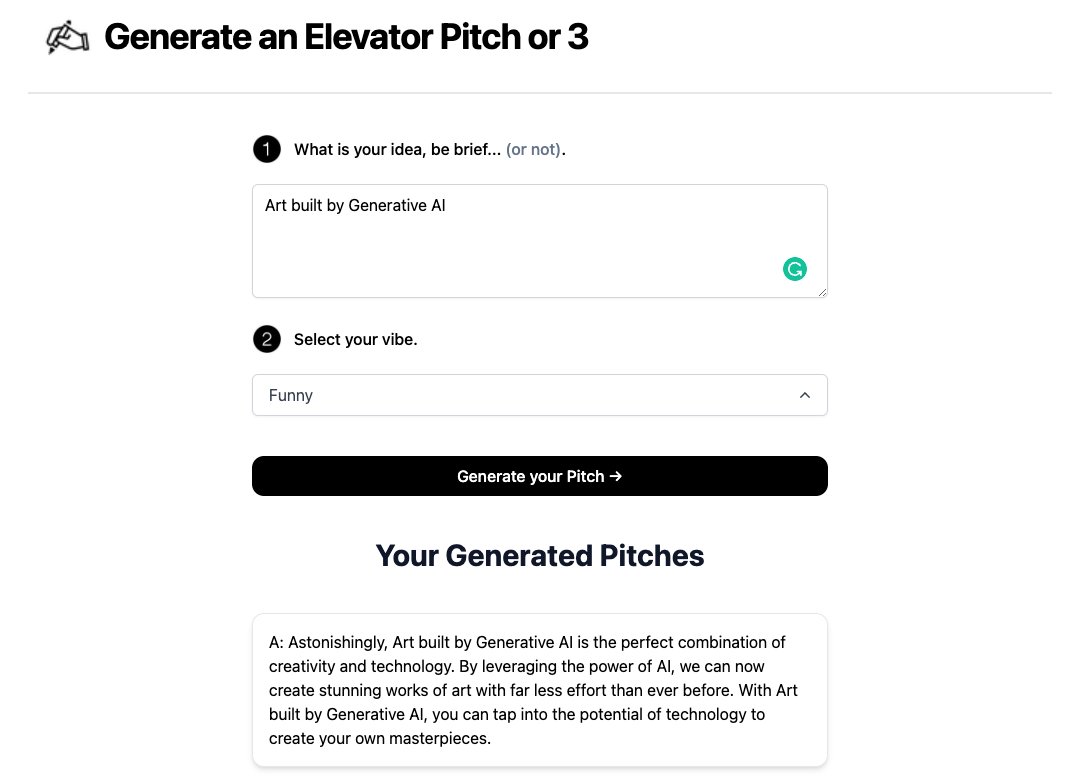 Generate an Elevator Pitch or 3
1 What is your idea, be brief... (or not).
Art built by Generative AI
2 Select your vibe.
Funny
Generate your Pitch →
Your Generated Pitches
A: Astonishingly, Art built by Generative AI is the perfect combination of
creativity and technology. By leveraging the power of AI, we can now
create stunning works of art with far less effort than ever before. With Art
built by Generative AI, you can tap into the potential of technology to
create your own masterpieces.